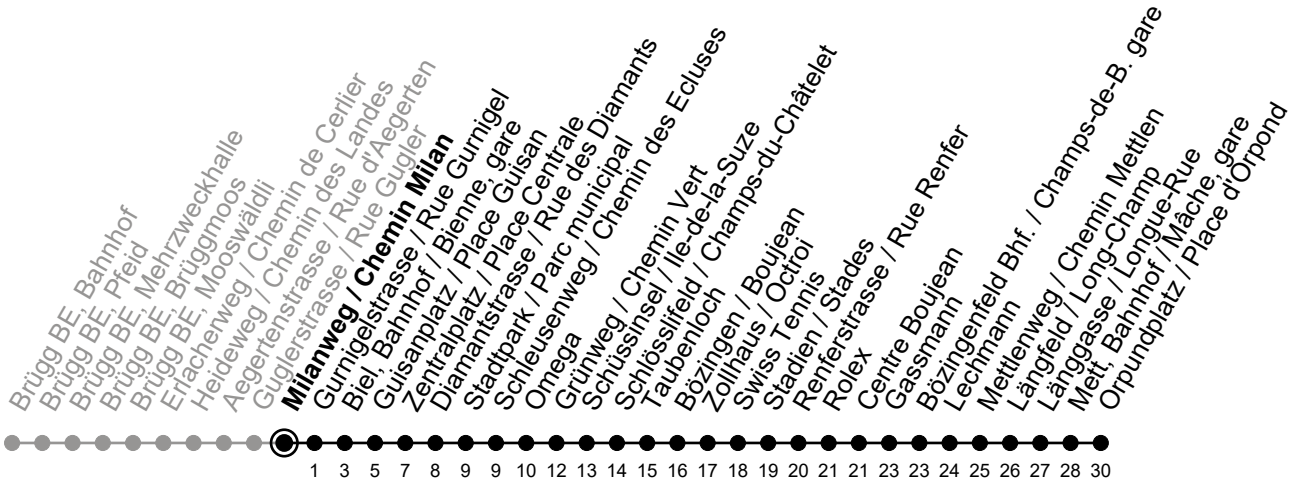 Brügg BE, Bahnhof
Brügg BE, Pfeid
Brügg BE, Mehrzweckhalle
Brügg BE, Brüggmoos
Brügg BE, Mooswäldli
Erlacherweg / Chemin de Cerlier
Heideweg / Chemin des Landes
Aegertenstrasse / Rue d'Aegerten
Guglerstrasse / Rue Gugler
Milanweg / Chemin Milan
Gurnigelstrasse / Rue Gurnigel
Biel, Bahnhof / Bienne, gare
Guisanplatz / Place Guisan
Zentralplatz / Place Centrale
Diamantstrasse / Rue des Diamants
Stadtpark / Parc municipal
Schleusenweg / Chemin des Ecluses
Omega
Grünweg / Chemin Vert
Schüssinsel / Ile-de-la-Suze
Schlösslifeld / Champs-du-Châtelet
Taubenloch
Bözingen / Boujean
Zollhaus / Octroi
Swiss Tennis
Stadien / Stades
Renferstrasse / Rue Renfer
Rolex
Centre Boujean
Gassmann
Bözingenfeld Bhf. / Champs-de-B. gare
Lechmann
Mettlenweg / Chemin Mettlen
Längfeld / Long-Champ
Länggasse / Longue-Rue
Mett, Bahnhof / Mâche, gare
Orpundplatz / Place d'Orpond
1 3 5 7 8 9 9 10 12 13 14 15 16 17 18 19 20 21 21 23 23 24 25 26 27 28 30